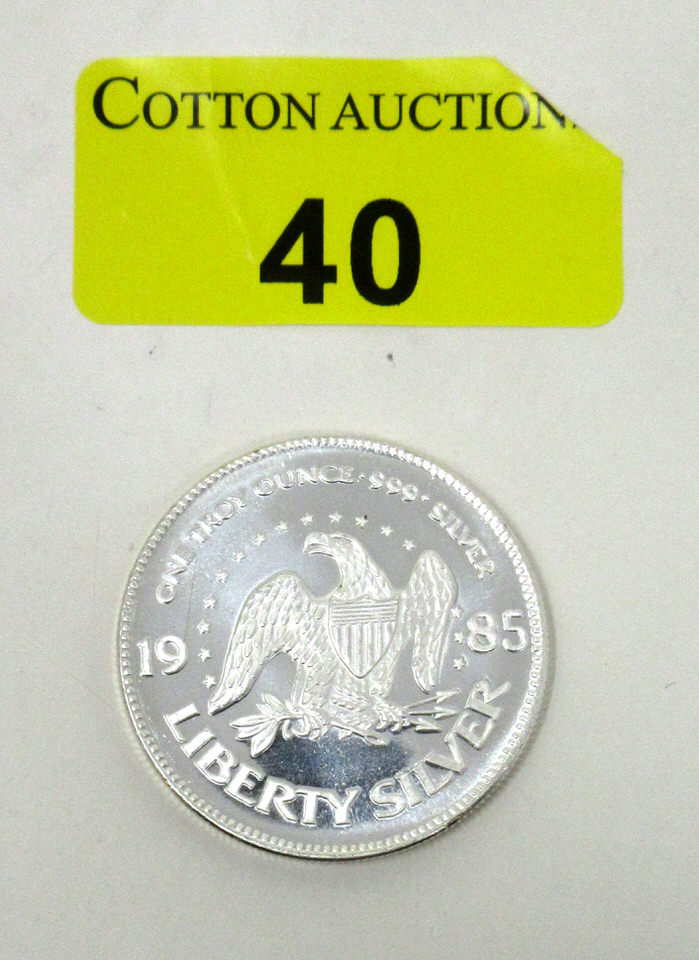 COTTON AUCTION
40
ONE TROY OUNCE · 999+ SILVER
19 85
LIBERTY SILVER